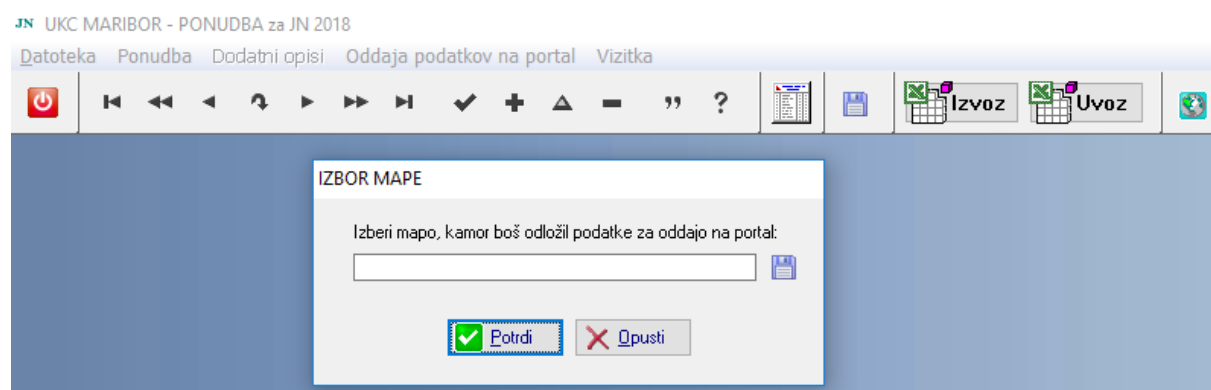 JN UKC MARIBOR - PONUDBA za JN 2018
Datoteka Ponudba Dodatni opisi Oddaja podatkov na portal Vizitka
” ? Izvoz Uvoz
IZBOR MAPE
Izberi mapo, kamor boš odložil podatke za oddajo na portal:
Potrdi Opusti